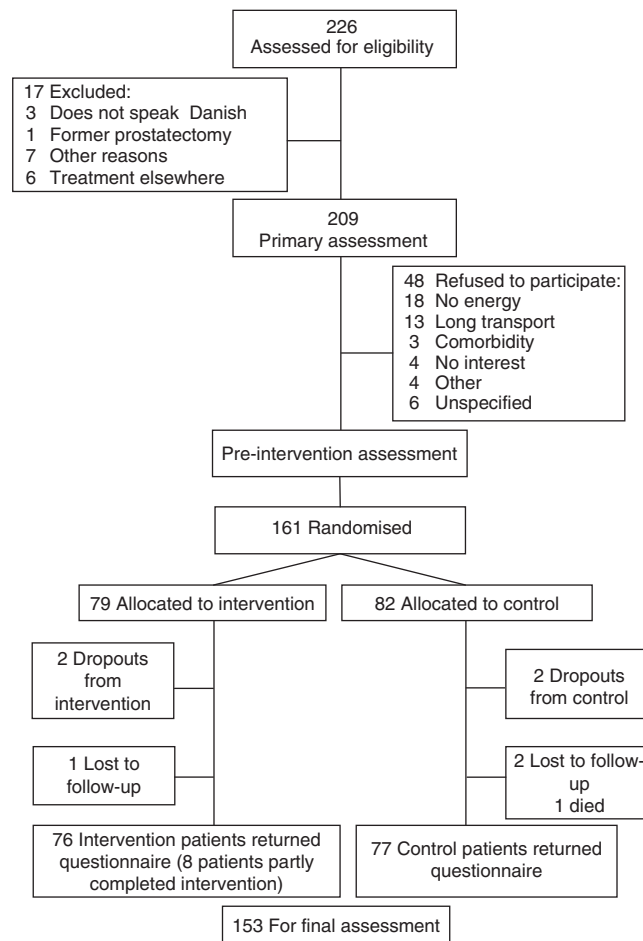 226
Assessed for eligibility
17 Excluded:
3 Does not speak Danish
1 Former prostatectomy
7 Other reasons
6 Treatment elsewhere
209
Primary assessment
48 Refused to participate:
18 No energy
13 Long transport
3 Comorbidity
4 No interest
4 Other
6 Unspecified
Pre-intervention assessment
161 Randomised
79 Allocated to intervention
82 Allocated to control
2 Dropouts
from
intervention
2 Dropouts
from control
1 Lost to
follow-up
2 Lost to follow-
up
1 died
76 Intervention patients returned
questionnaire (8 patients partly
completed intervention)
77 Control patients returned
questionnaire
153 For final assessment